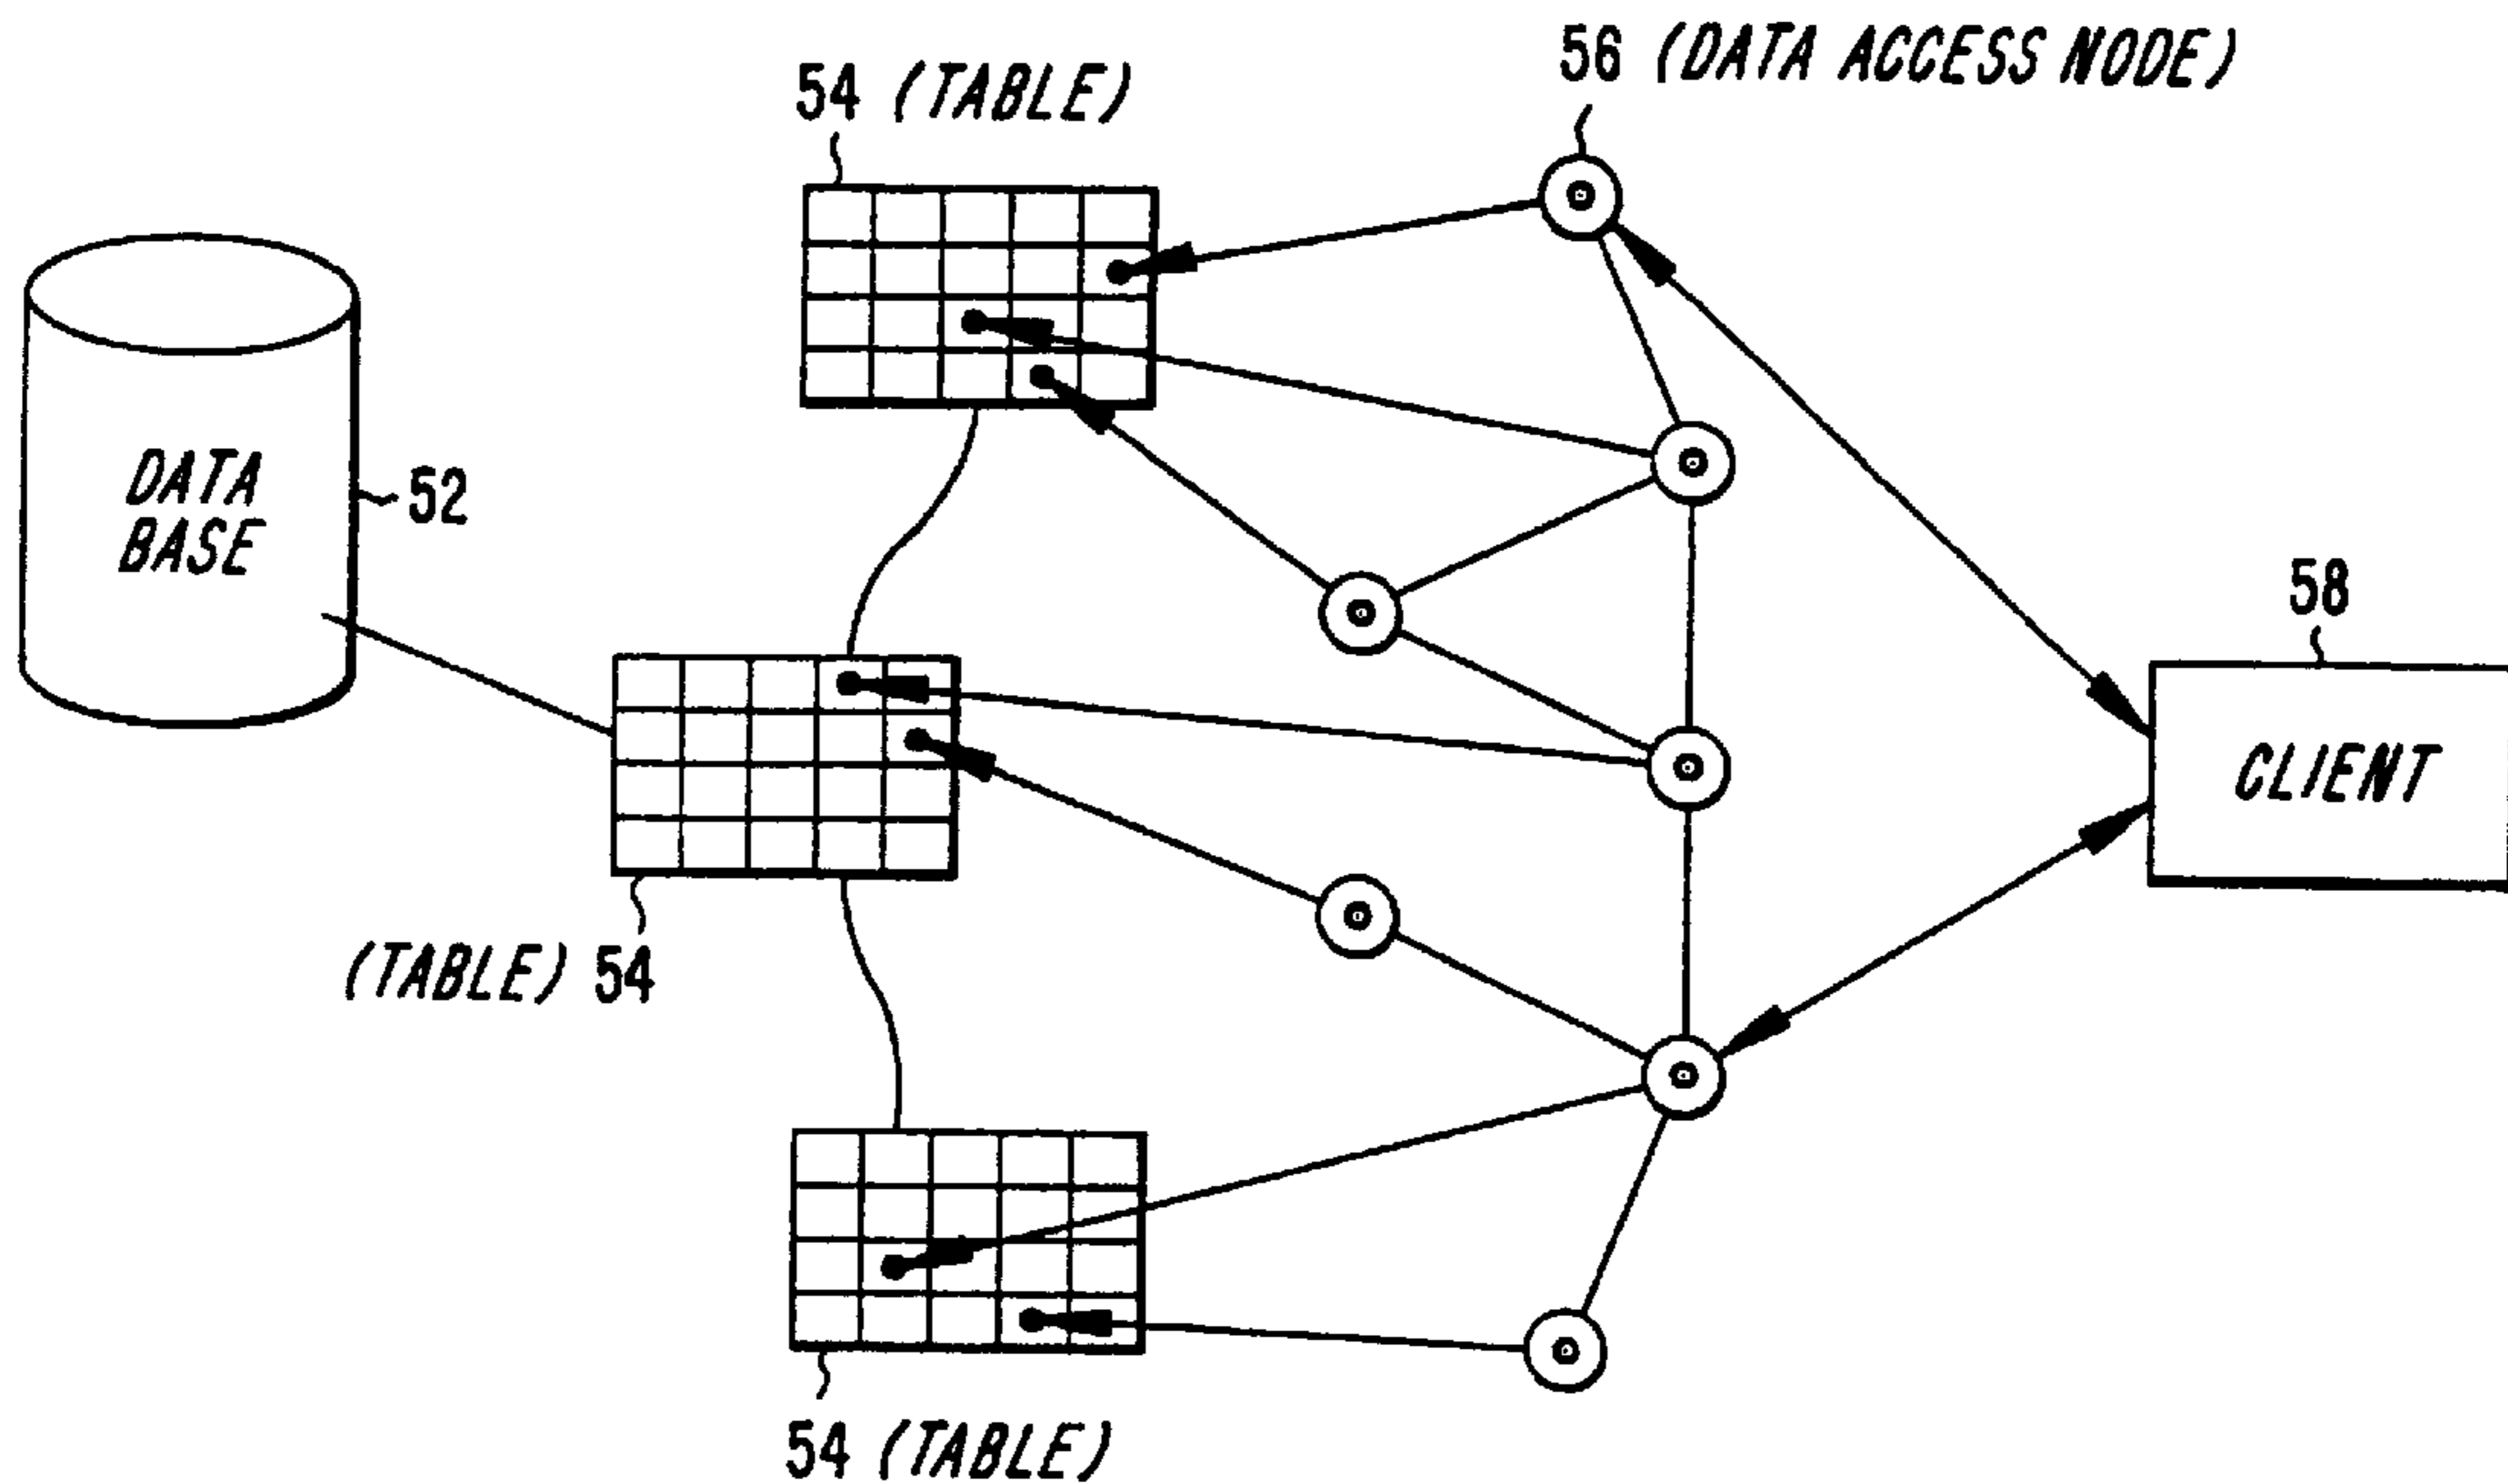 56 (DATA ACCESS NODE)
54 (TABLE)
DATA
BASE
52
58
CLIENT
(TABLE) 54
54 (TABLE)